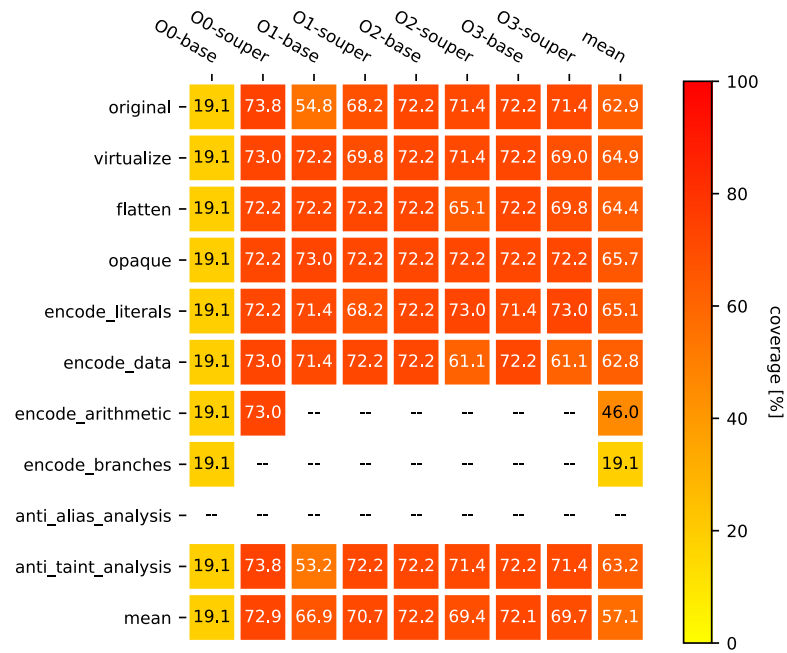 O0-base O0-souper O1-base O1-souper O2-base O2-souper O3-base O3-souper mean
original 19.1 73.8 54.8 68.2 72.2 71.4 72.2 71.4 62.9
virtualize 19.1 73.0 72.2 69.8 72.2 71.4 72.2 69.0 64.9
flatten 19.1 72.2 72.2 72.2 72.2 65.1 72.2 69.8 64.4
opaque 19.1 72.2 73.0 72.2 72.2 72.2 72.2 72.2 65.7
encode_literals 19.1 72.2 71.4 68.2 72.2 73.0 71.4 73.0 65.1
encode_data 19.1 73.0 71.4 72.2 72.2 61.1 72.2 61.1 62.8
encode_arithmetic 19.1 73.0 -- -- -- -- -- -- 46.0
encode_branches 19.1 -- -- -- -- -- -- -- 19.1
anti_alias_analysis -- -- -- -- -- -- -- -- --
anti_taint_analysis 19.1 73.8 53.2 72.2 72.2 71.4 72.2 71.4 63.2
mean 19.1 72.9 66.9 70.7 72.2 69.4 72.1 69.7 57.1
100
80
60
40
20
0
coverage [%]